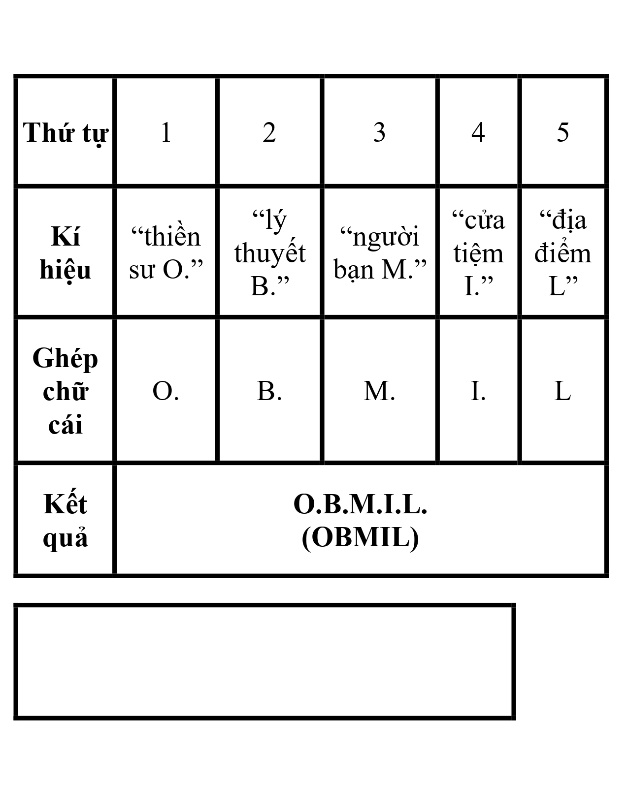 Thứ tự 1 2 3 4 5
Kí hiệu “thiền sư O.” “lý thuyết B.” “người bạn M.” “cửa tiệm I.” “địa điểm L”
Ghép chữ cái O. B. M. I. L
Kết quả O.B.M.I.L.
(OBMIL)